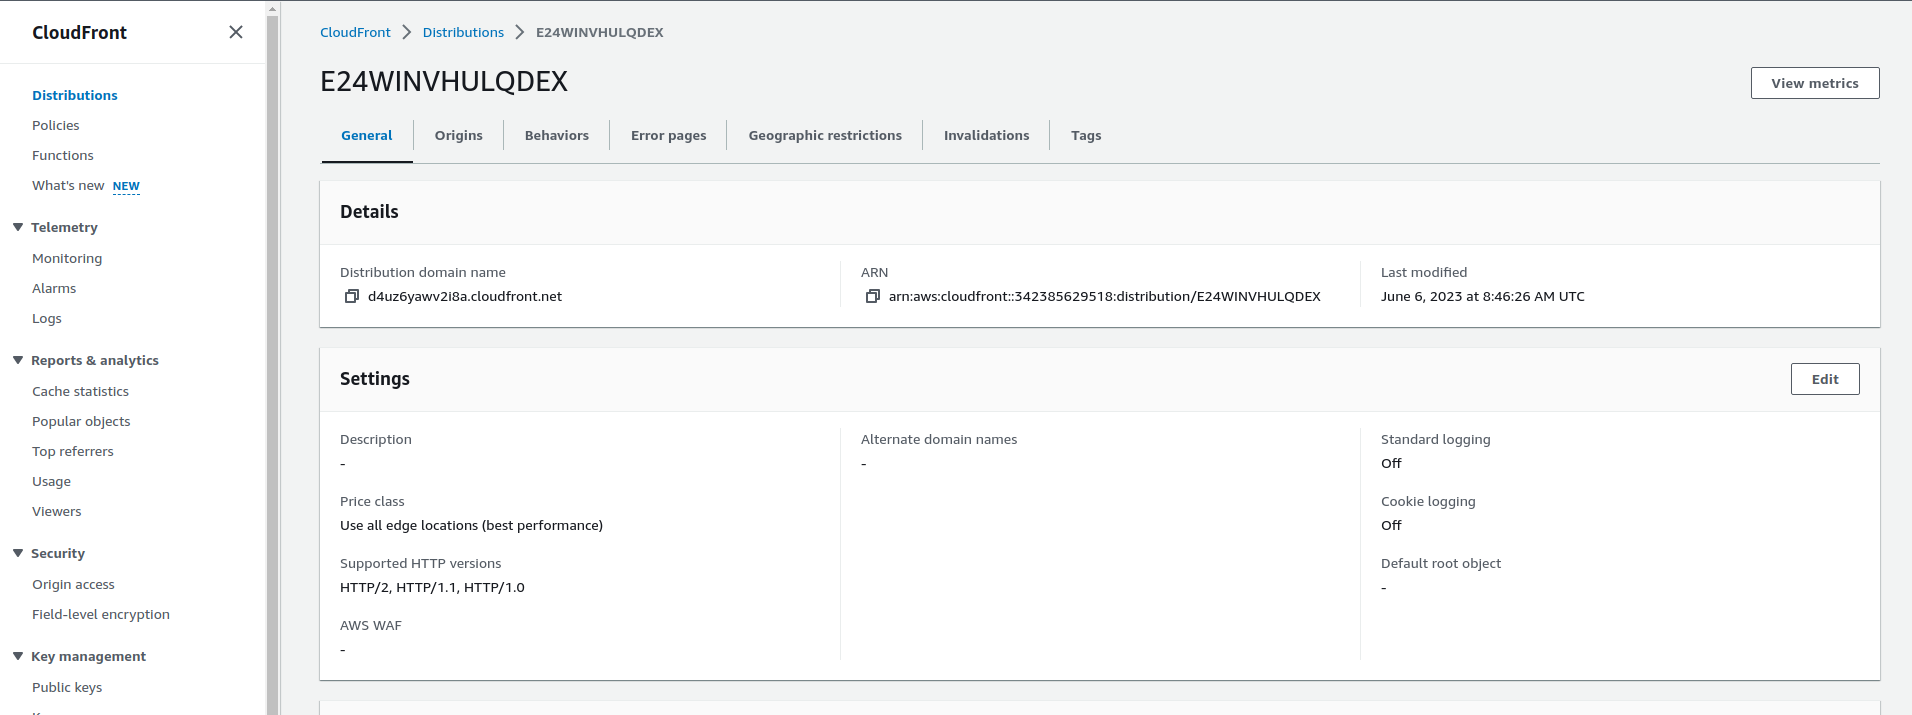 CloudFront
Distributions
Policies
Functions
What's new NEW
Telemetry
Monitoring
Alarms
Logs
Reports & analytics
Cache statistics
Popular objects
Top referrers
Usage
Viewers
Security
Origin access
Field-level encryption
Key management
Public keys
CloudFront Distributions E24WINVHULQDEX
E24WINVHULQDEX
View metrics
General Origins Behaviors Error pages Geographic restrictions Invalidations Tags
Details
Distribution domain name
d4uz6yawv2i8a.cloudfront.net
ARN
arn:aws:cloudfront::342385629518:distribution/E24WINVHULQDEX
Last modified
June 6, 2023 at 8:46:26 AM UTC
Settings
Edit
Description
-
Price class
Use all edge locations (best performance)
Supported HTTP versions
HTTP/2, HTTP/1.1, HTTP/1.0
AWS WAF
-
Alternate domain names
-
Standard logging
Off
Cookie logging
Off
Default root object
-